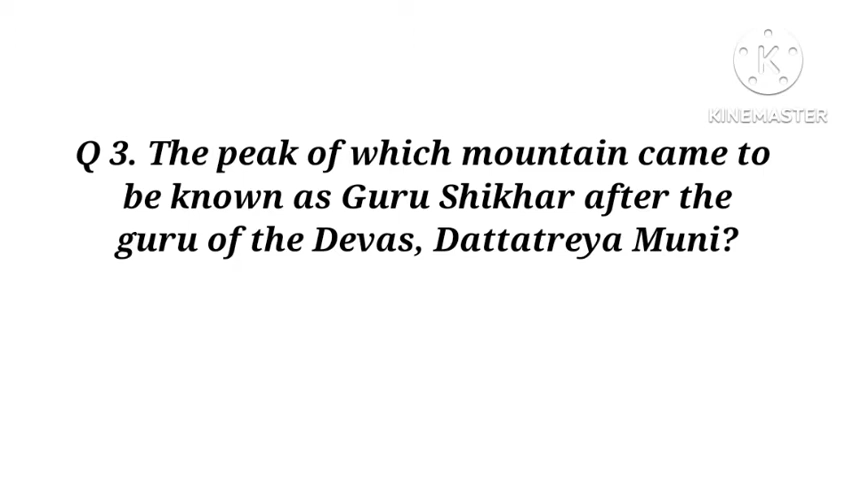 KINEMASTER
Q 3. The peak of which mountain came to
be known as Guru Shikhar after the
guru of the Devas, Dattatreya Muni?